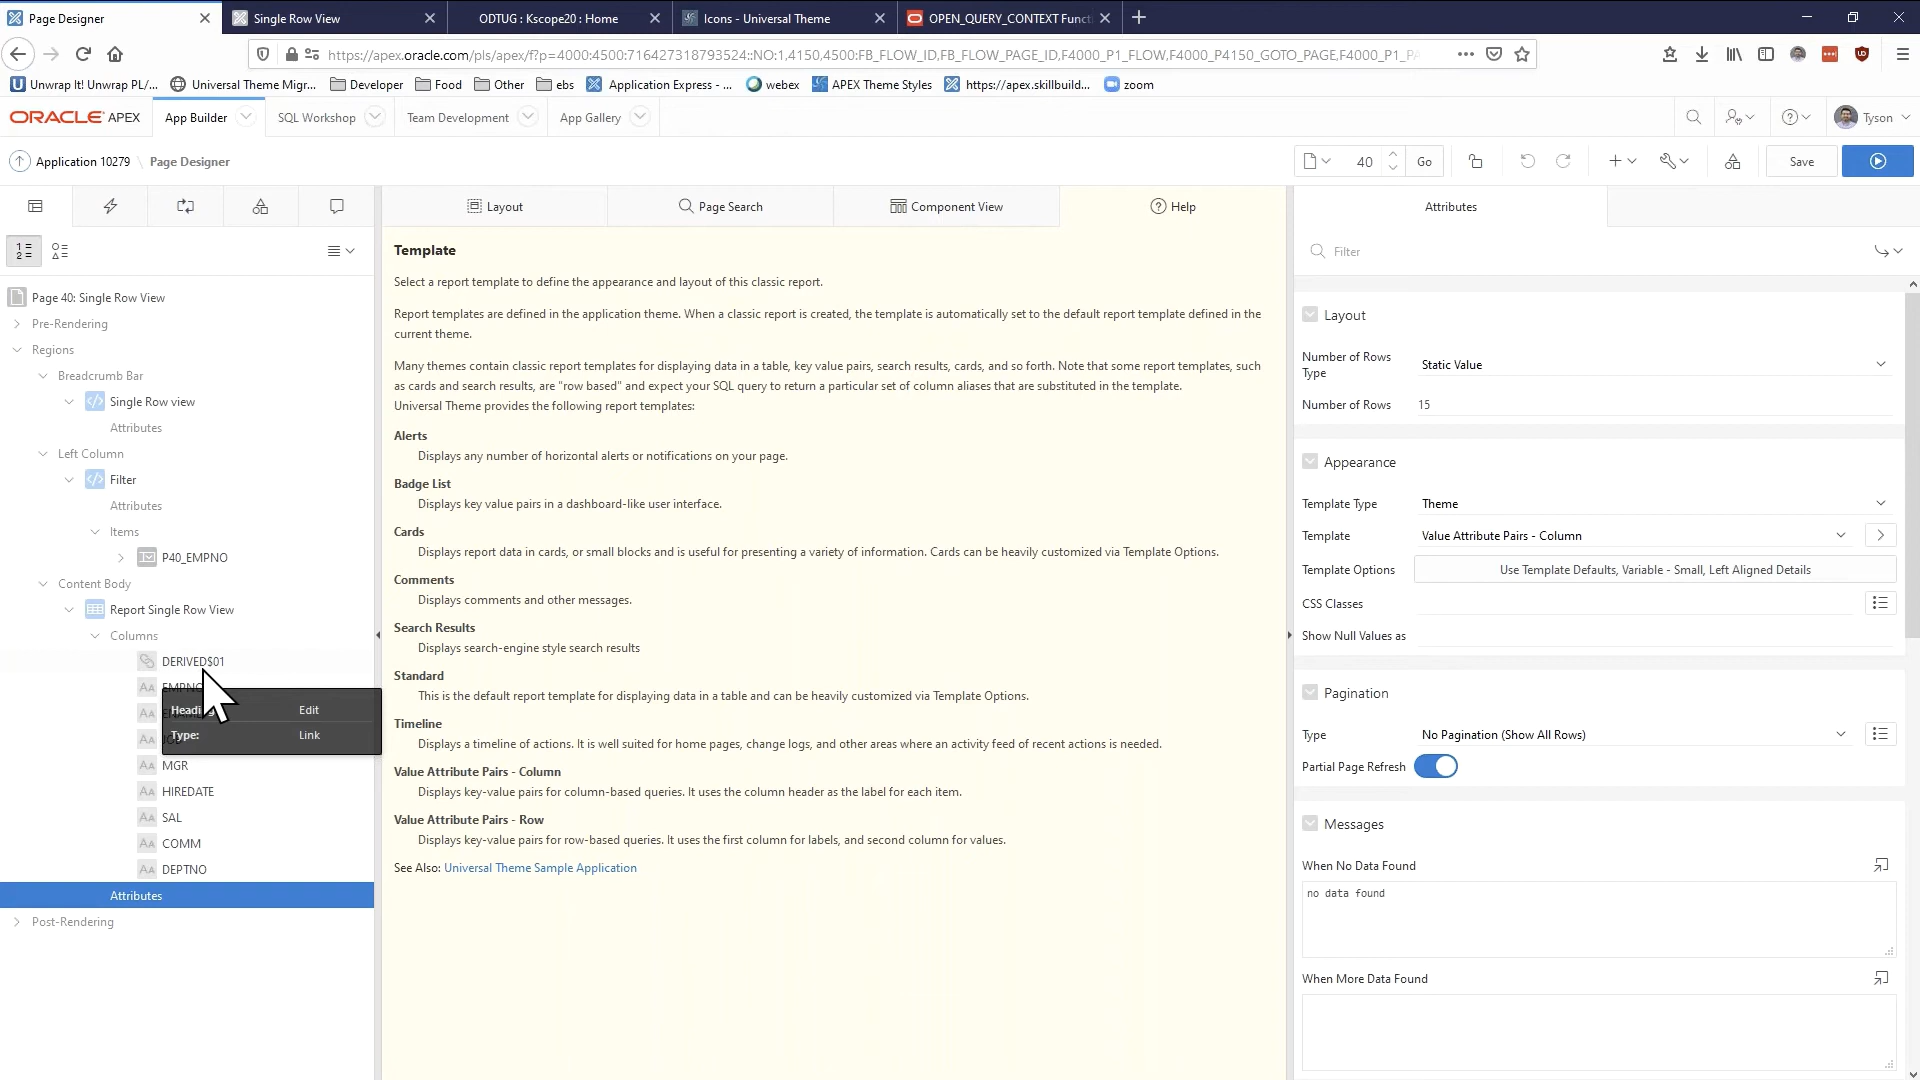 Page Designer
Single Row View
ODTUG : Kscope20 : Home
Icons - Universal Theme
OPEN_QUERY_CONTEXT Functi
https://apex.oracle.com/pls/apex/f?p=4000:4500:716427318793524::NO:1,4150,4500:FB_FLOW_ID,FB_FLOW_PAGE_ID,F4000_P1_FLOW,F4000_P4150_GOTO_PAGE,F4000_P1_PA
Unwrap It! Unwrap PL/...
Universal Theme Migr...
Developer
Food
Other
ebs
Application Express - ...
webex
APEX Theme Styles
https://apex.skillbuild...
zoom
ORACLE APEX
App Builder
SQL Workshop
Team Development
App Gallery
Tyson
Application 10279
Page Designer
40
Go
Save
Layout
Page Search
Component View
Help
Attributes
Filter
Page 40: Single Row View
Pre-Rendering
Regions
Breadcrumb Bar
Single Row view
Attributes
Left Column
Filter
Attributes
Items
P40_EMPNO
Content Body
Report Single Row View
Columns
DERIVED$01
EMPNO
Heading Edit
Type: Link
MGR
HIREDATE
SAL
COMM
DEPTNO
Attributes
Post-Rendering
Template
Select a report template to define the appearance and layout of this classic report.
Report templates are defined in the application theme. When a classic report is created, the template is automatically set to the default report template defined in the
current theme.
Many themes contain classic report templates for displaying data in a table, key value pairs, search results, cards, and so forth. Note that some report templates, such
as cards and search results, are "row based" and expect your SQL query to return a particular set of column aliases that are substituted in the template.
Universal Theme provides the following report templates:
Alerts
Displays any number of horizontal alerts or notifications on your page.
Badge List
Displays key value pairs in a dashboard-like user interface.
Cards
Displays report data in cards, or small blocks and is useful for presenting a variety of information. Cards can be heavily customized via Template Options.
Comments
Displays comments and other messages.
Search Results
Displays search-engine style search results
Standard
This is the default report template for displaying data in a table and can be heavily customized via Template Options.
Timeline
Displays a timeline of actions. It is well suited for home pages, change logs, and other areas where an activity feed of recent actions is needed.
Value Attribute Pairs - Column
Displays key-value pairs for column-based queries. It uses the column header as the label for each item.
Value Attribute Pairs - Row
Displays key-value pairs for row-based queries. It uses the first column for labels, and second column for values.
See Also: Universal Theme Sample Application
Layout
Number of Rows
Type
Static Value
Number of Rows 15
Appearance
Template Type Theme
Template Value Attribute Pairs - Column
Template Options Use Template Defaults, Variable - Small, Left Aligned Details
CSS Classes
Show Null Values as
Pagination
Type No Pagination (Show All Rows)
Partial Page Refresh
Messages
When No Data Found
no data found
When More Data Found